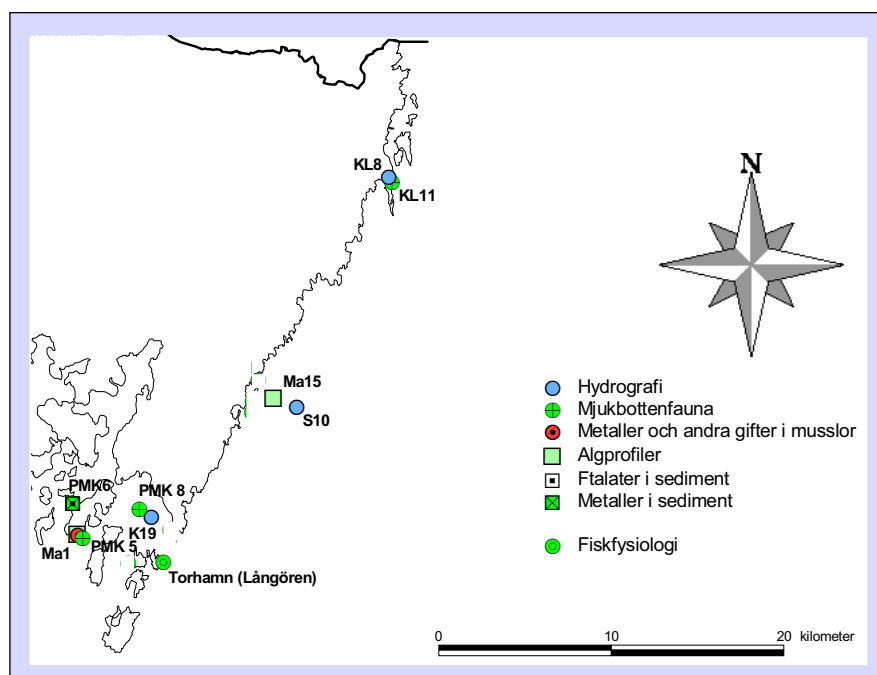 N
KL8
KL11
Ma15
S10
Hydrografi
Mjukbottenfauna
Metaller och andra gifter i musslor
Algprofiler
Ftalater i sediment
Metaller i sediment
Fiskfysiologi
PMK6
PMK 8
K19
Ma1
PMK 5
Torhamn (Långören)
0 10 20 kilometer